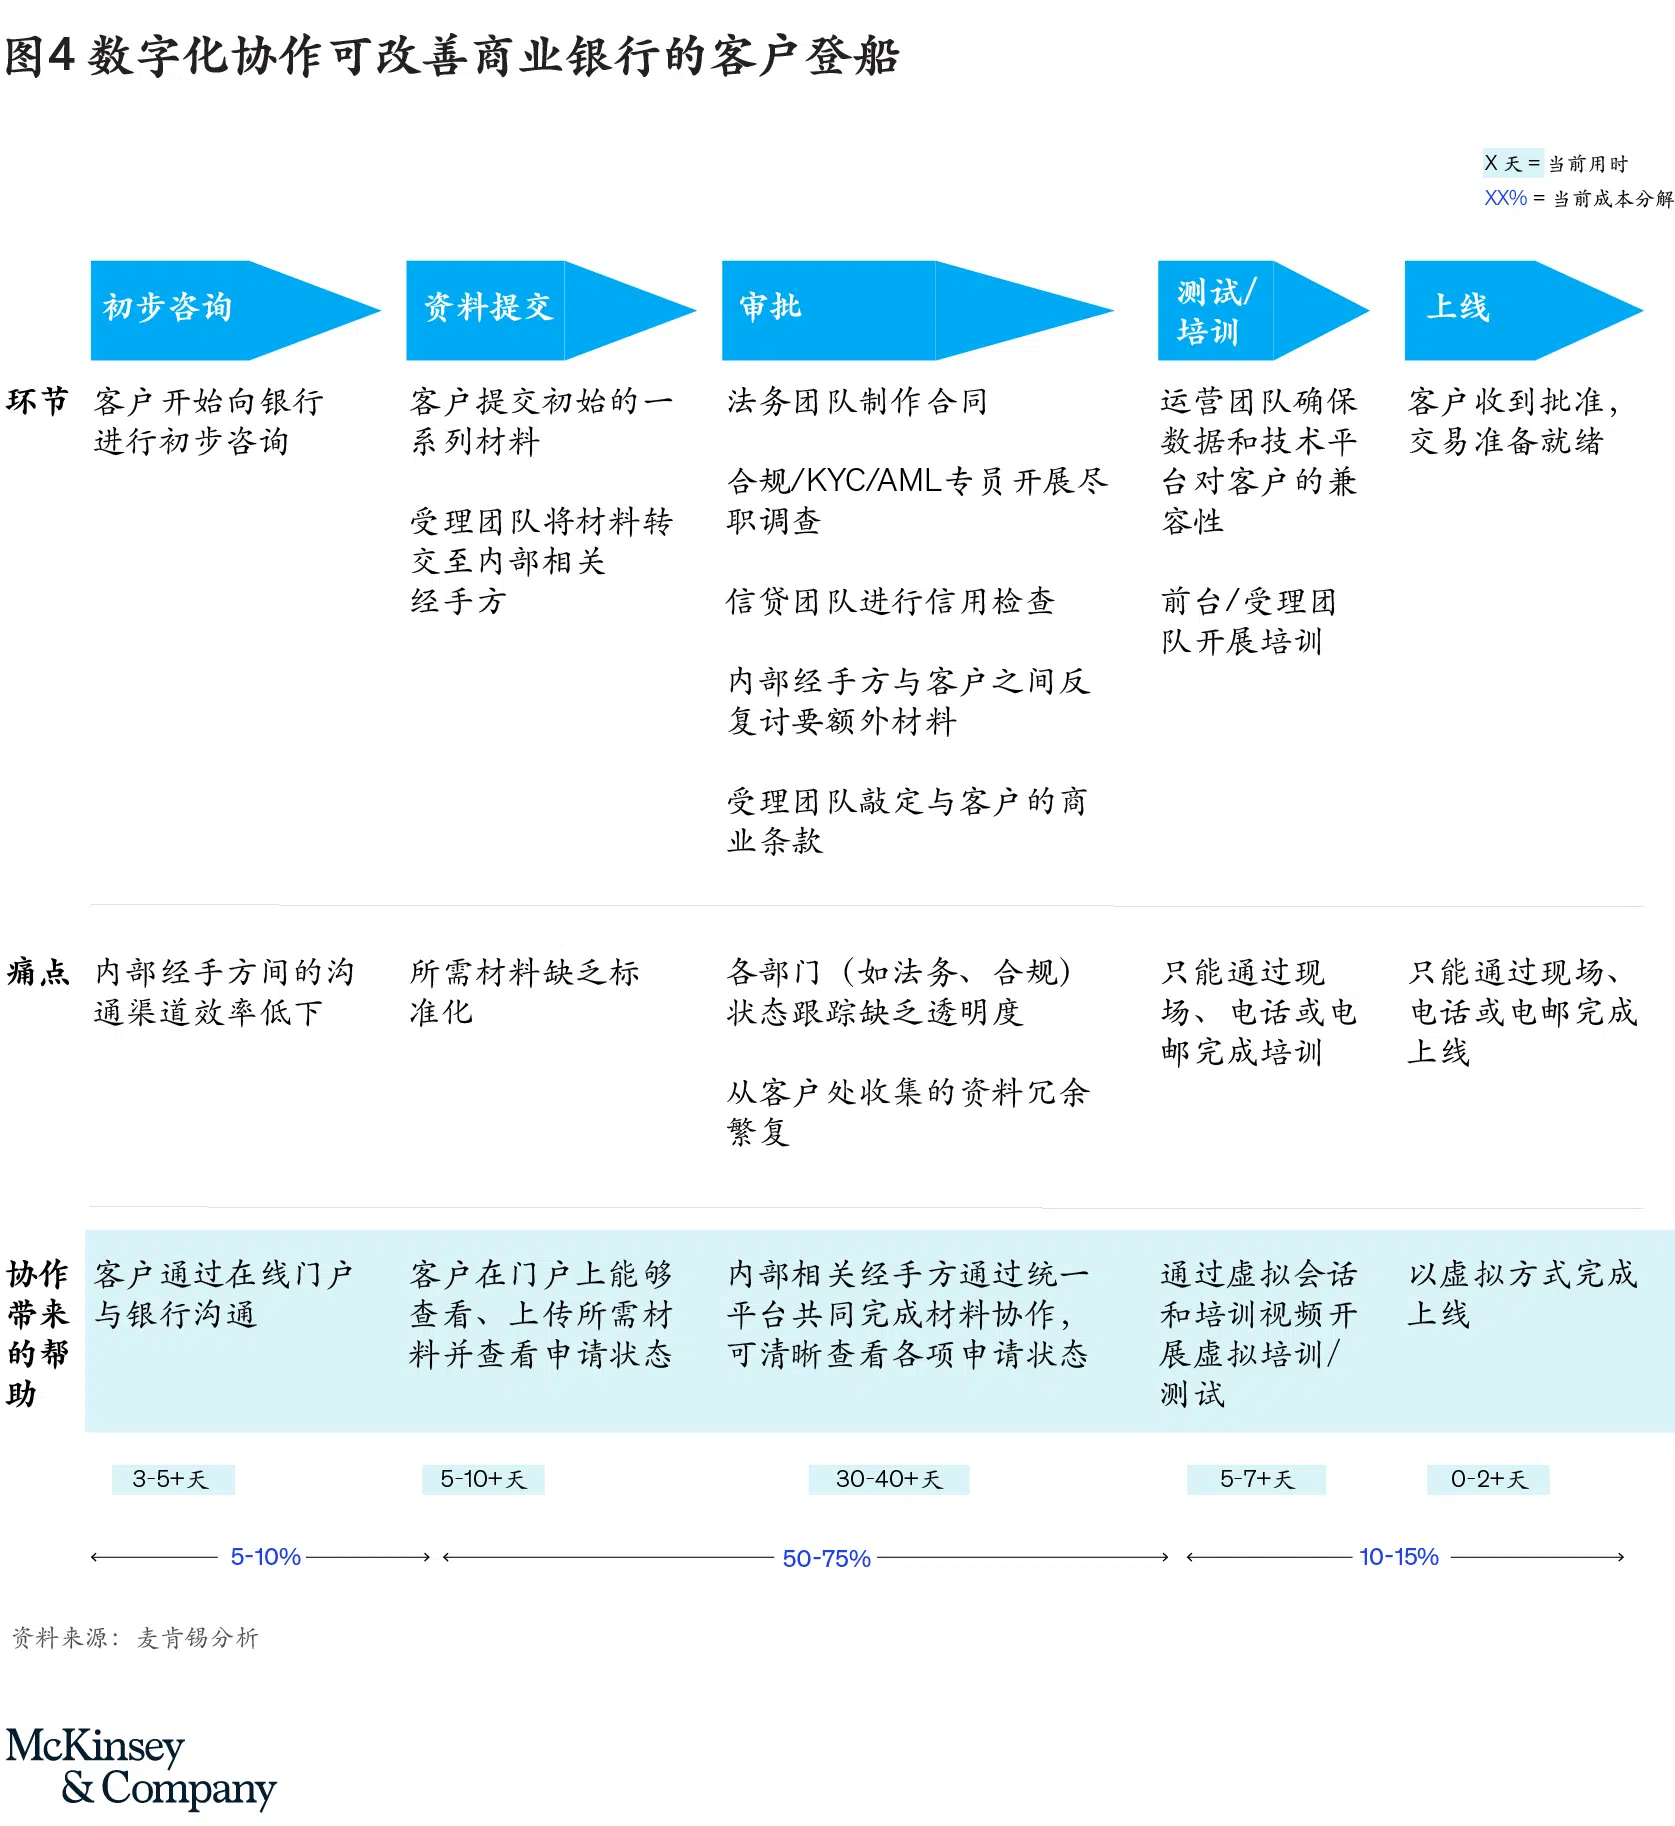 图4 数字化协作可改善商业银行的客户登船
X 天 = 当前用时
XX% = 当前成本分解
初步咨询
资料提交
审批
测试/
培训
上线
环节
客户开始向银行
进行初步咨询
客户提交初始的一
系列材料
受理团队将材料转
交至内部相关
经手方
法务团队制作合同
合规/KYC/AML专员开展尽
职调查
信贷团队进行信用检查
内部经手方与客户之间反
复讨要额外材料
受理团队敲定与客户的商
业条款
运营团队确保
数据和技术平
台对客户的兼
容性
前台/受理团
队开展培训
客户收到批准，
交易准备就绪
痛点
内部经手方间的沟
通渠道效率低下
所需材料缺乏标
准化
各部门（如法务、合规）
状态跟踪缺乏透明度
从客户处收集的资料冗余
繁复
只能通过现
场、电话或电
邮完成培训
只能通过现场、
电话或电邮完成
上线
协作
带来
的帮
助
客户通过在线门户
与银行沟通
客户在门户上能够
查看、上传所需材
料并查看申请状态
内部相关经手方通过统一
平台共同完成材料协作，
可清晰查看各项申请状态
通过虚拟会话
和培训视频开
展虚拟培训/
测试
以虚拟方式完成
上线
3-5+天
5-10+天
30-40+天
5-7+天
0-2+天
5-10%
50-75%
10-15%
资料来源：麦肯锡分析
McKinsey
& Company